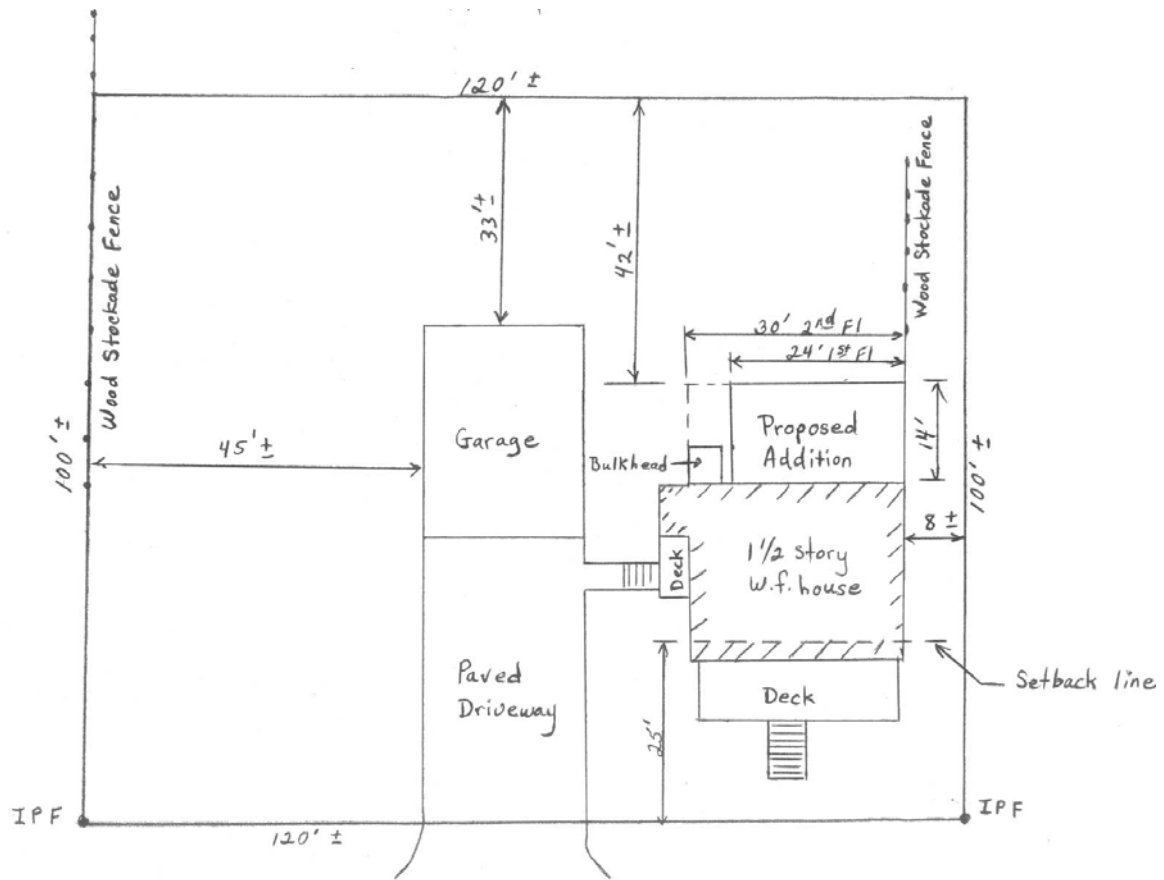 120' ±
Wood Stockade Fence
33' ±
42' ±
Wood Stockade Fence
30' 2nd Fl
24' 1st Fl
100' ±
45' ±
Garage
Bulkhead
Proposed
Addition
14'
100' ±
8 ±
Deck
1 1/2 Story
W.f. house
Paved
Driveway
25'
Deck
Setback line
IPF
120' ±
IPF